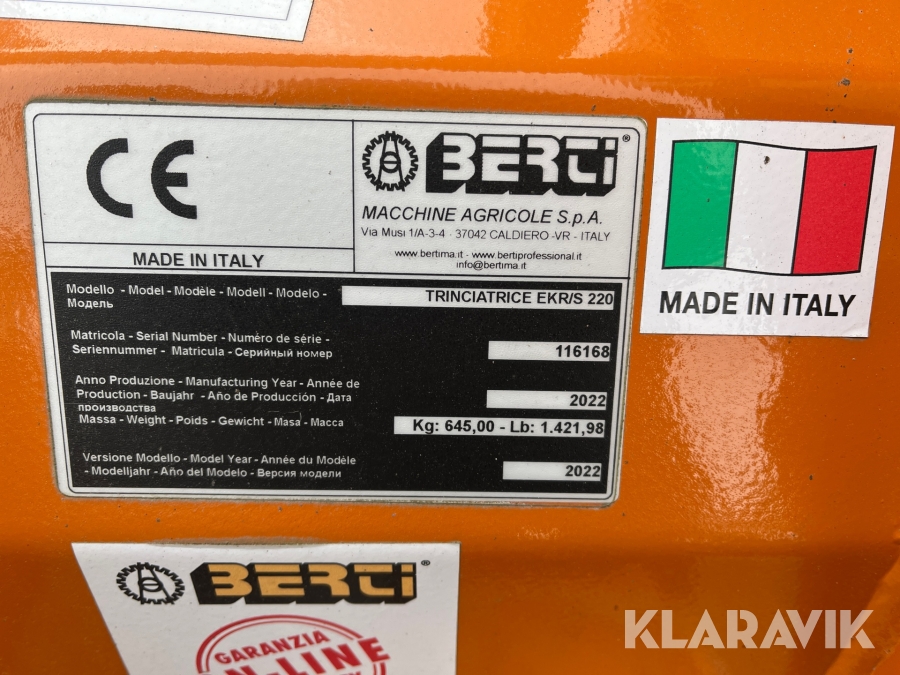 CE
MADE IN ITALY
BERTI®
MACCHINE AGRICOLE S.p.A.
Via Musi 1/A-3-4 - 37042 CALDIERO -VR - ITALY
www.bertima.it - www.bertiprofessional.it
info@bertima.it
Modello - Model - Modèle - Modell - Modelo -
Модель
TRINCIATRICE EKR/S 220
Matricola - Serial Number - Numéro de série -
Seriennummer - Matricula - Серийный номер
116168
Anno Produzione - Manufacturing Year - Année de
Production - Baujahr - Año de Producción - Дата
производства
2022
Massa - Weight - Poids - Gewicht - Masa - Масса
Kg: 645,00 - Lb: 1.421,98
Versione Modello - Model Year - Année du Modèle
- Modelljahr - Año del Modelo - Версия модели
2022
MADE IN ITALY
BERTI®
GARANZIA
ON-LINE
KLARAVIK